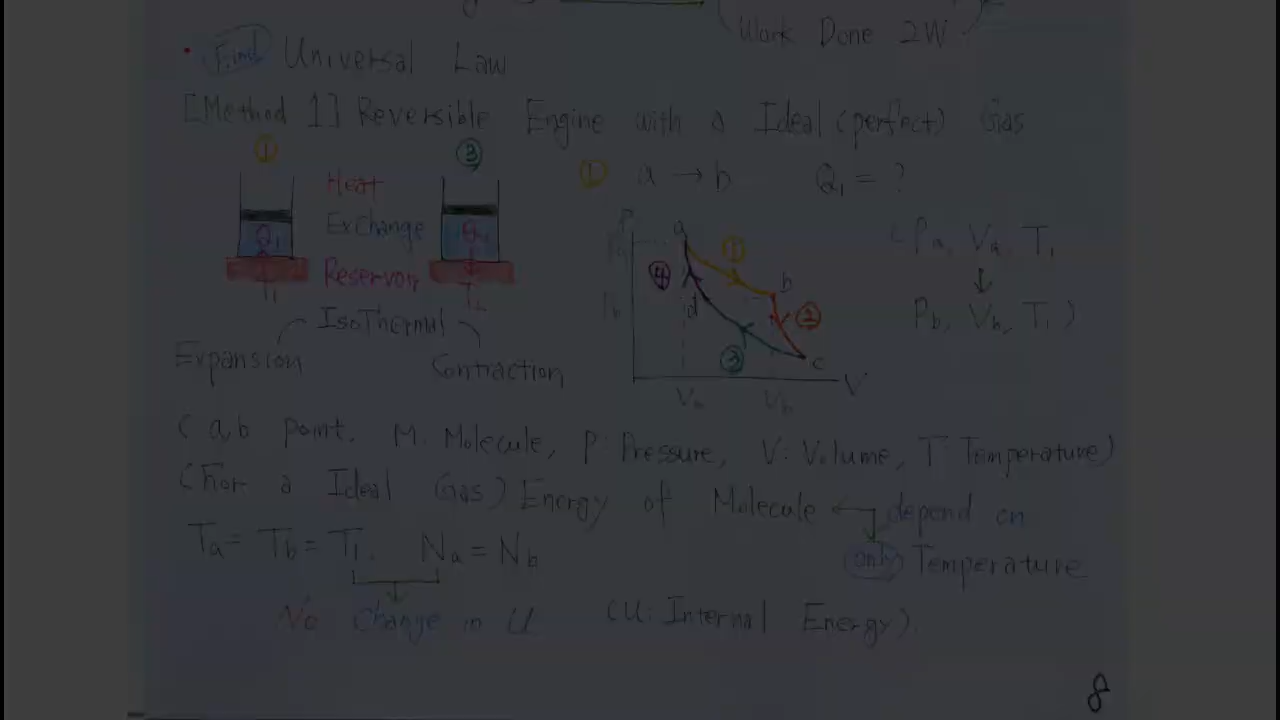 Work Done 2W
• Find Universal Law
[Method 1] Reversible Engine with a Ideal (perfect) Gas
① ③ ① a → b Q₁ = ?
Heat
Exchange
Reservoir
Q₁
T₁
IsoThermal
Expansion Contraction
P
a ① b ② c ③ d ④
Pb
Va Vb V
(Pa, Va, T₁
↓
Pb, Vb, T₁)
(a,b point. M: Molecule, P: Pressure, V: Volume, T: Temperature)
(For a Ideal Gas) Energy of Molecule ← depend on
only Temperature
Ta = Tb = T₁. Na = Nb
No Change in U (U: Internal Energy).
8